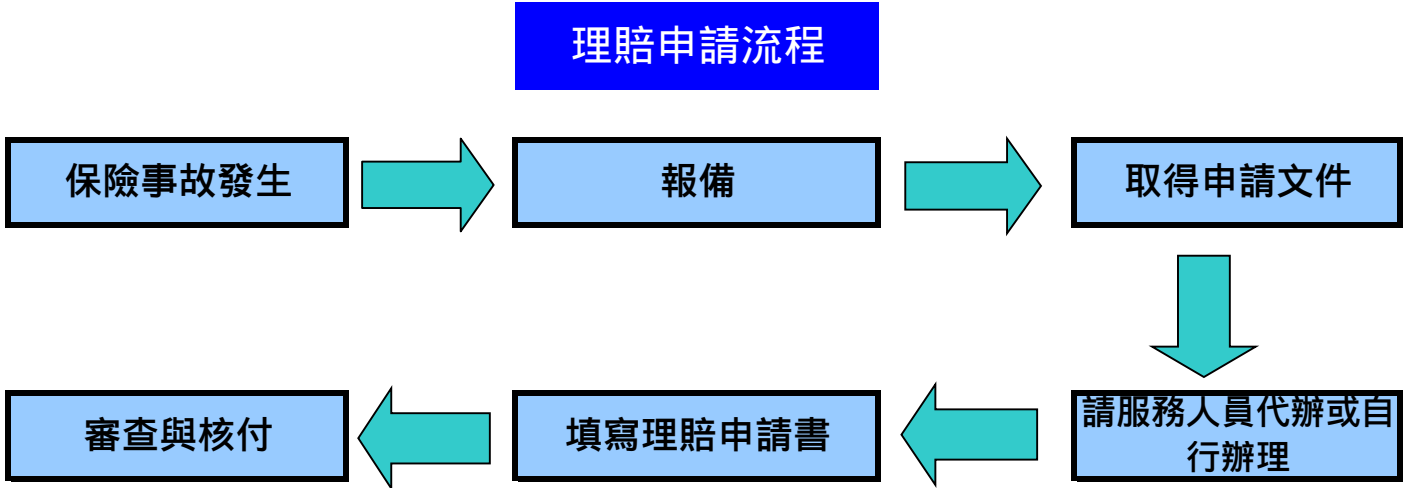 理賠申請流程
保險事故發生
報備
取得申請文件
請服務人員代辦或自
行辦理
填寫理賠申請書
審查與核付